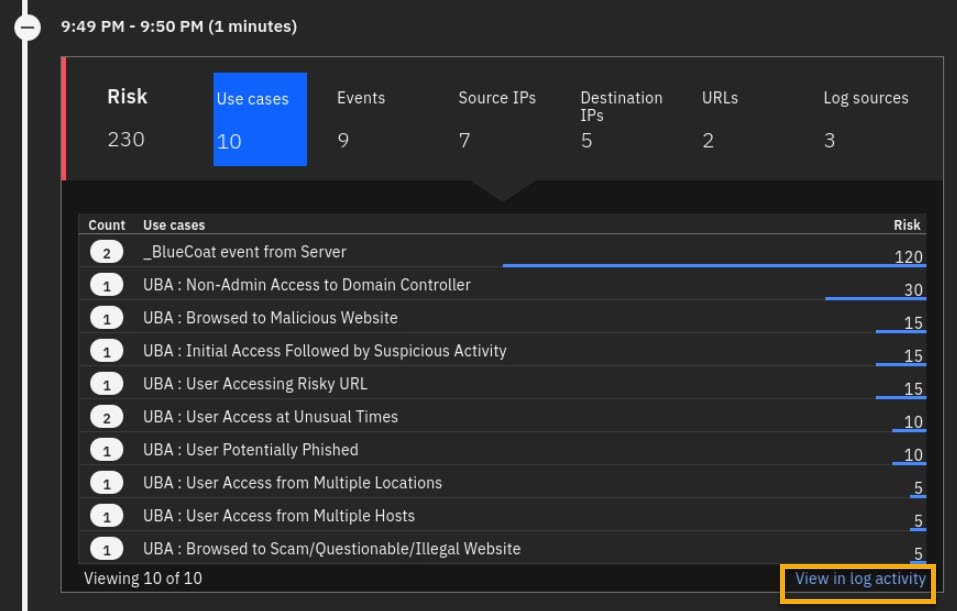 9:49 PM - 9:50 PM (1 minutes)
Risk Use cases Events Source IPs Destination IPs URLs Log sources
230 10 9 7 5 2 3
Count Use cases Risk
2 _BlueCoat event from Server 120
1 UBA : Non-Admin Access to Domain Controller 30
1 UBA : Browsed to Malicious Website 15
1 UBA : Initial Access Followed by Suspicious Activity 15
1 UBA : User Accessing Risky URL 15
2 UBA : User Access at Unusual Times 10
1 UBA : User Potentially Phished 10
1 UBA : User Access from Multiple Locations 5
1 UBA : User Access from Multiple Hosts 5
1 UBA : Browsed to Scam/Questionable/Illegal Website 5
Viewing 10 of 10 View in log activity